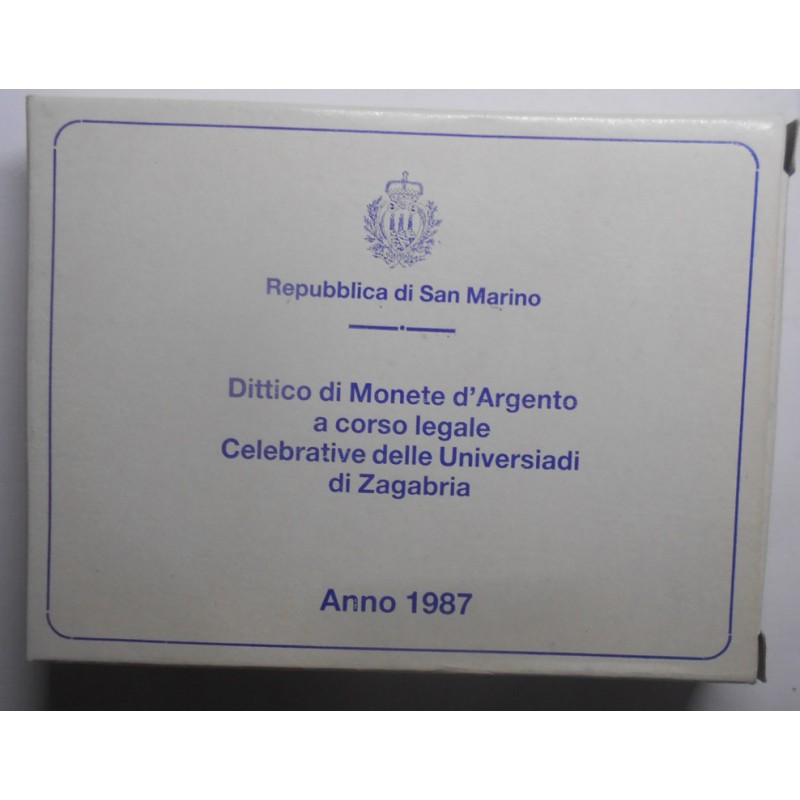 Repubblica di San Marino
Dittico di Monete d'Argento
a corso legale
Celebrative delle Universiadi
di Zagabria
Anno 1987